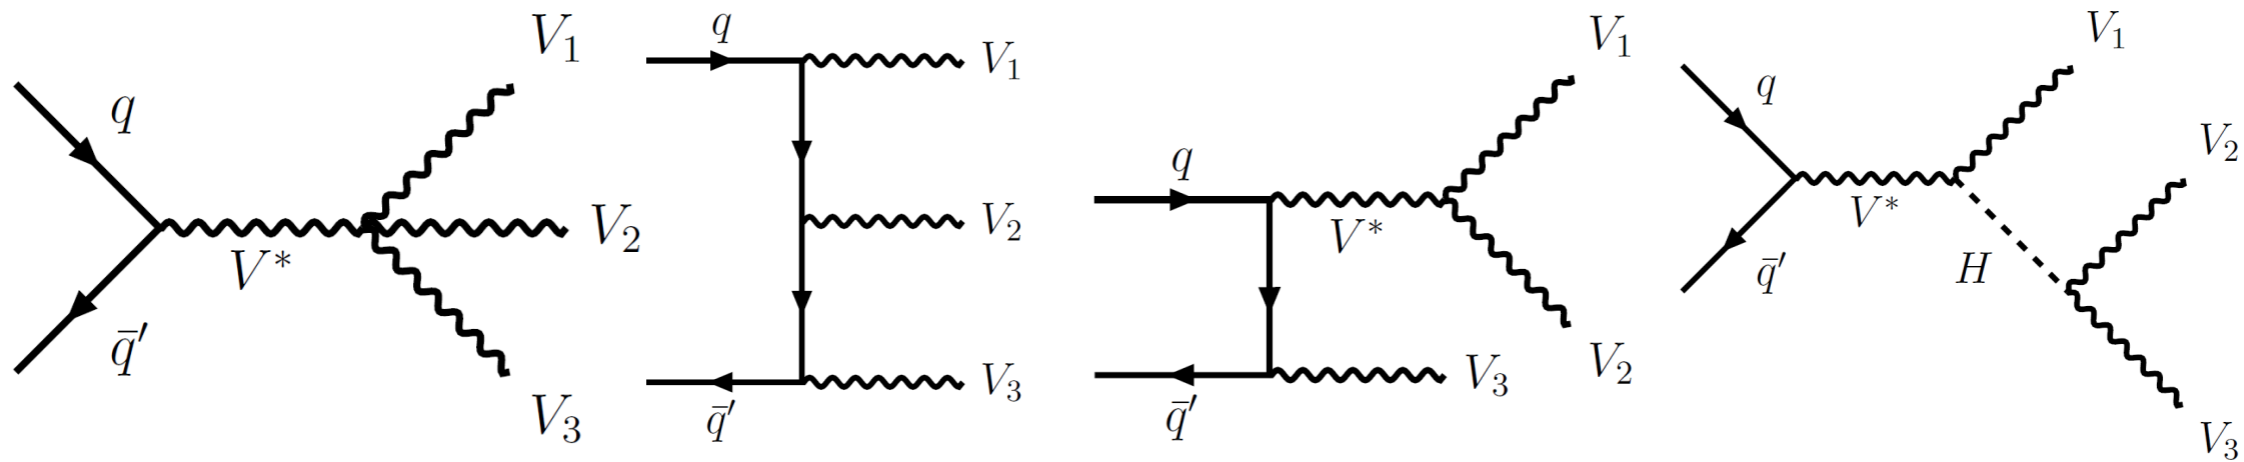 q
V*
q̄′
V₁
V₂
V₃
q
q̄′
V₁
V₂
V₃
q
q̄′
V*
V₁
V₂
V₃
q
q̄′
V*
H
V₁
V₂
V₃